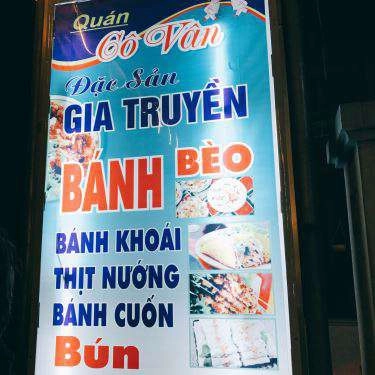 Quán
Cô Vân
Đặc Sản
GIA TRUYỀN
BÁNH BÈO
BÁNH KHOÁI
THỊT NƯỚNG
BÁNH CUỐN
Bún